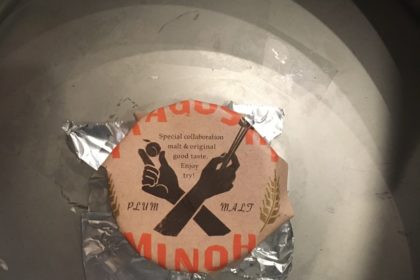 Special collaboration
malt & original
good taste.
Enjoy
try!
PLUM MALT
MINOH